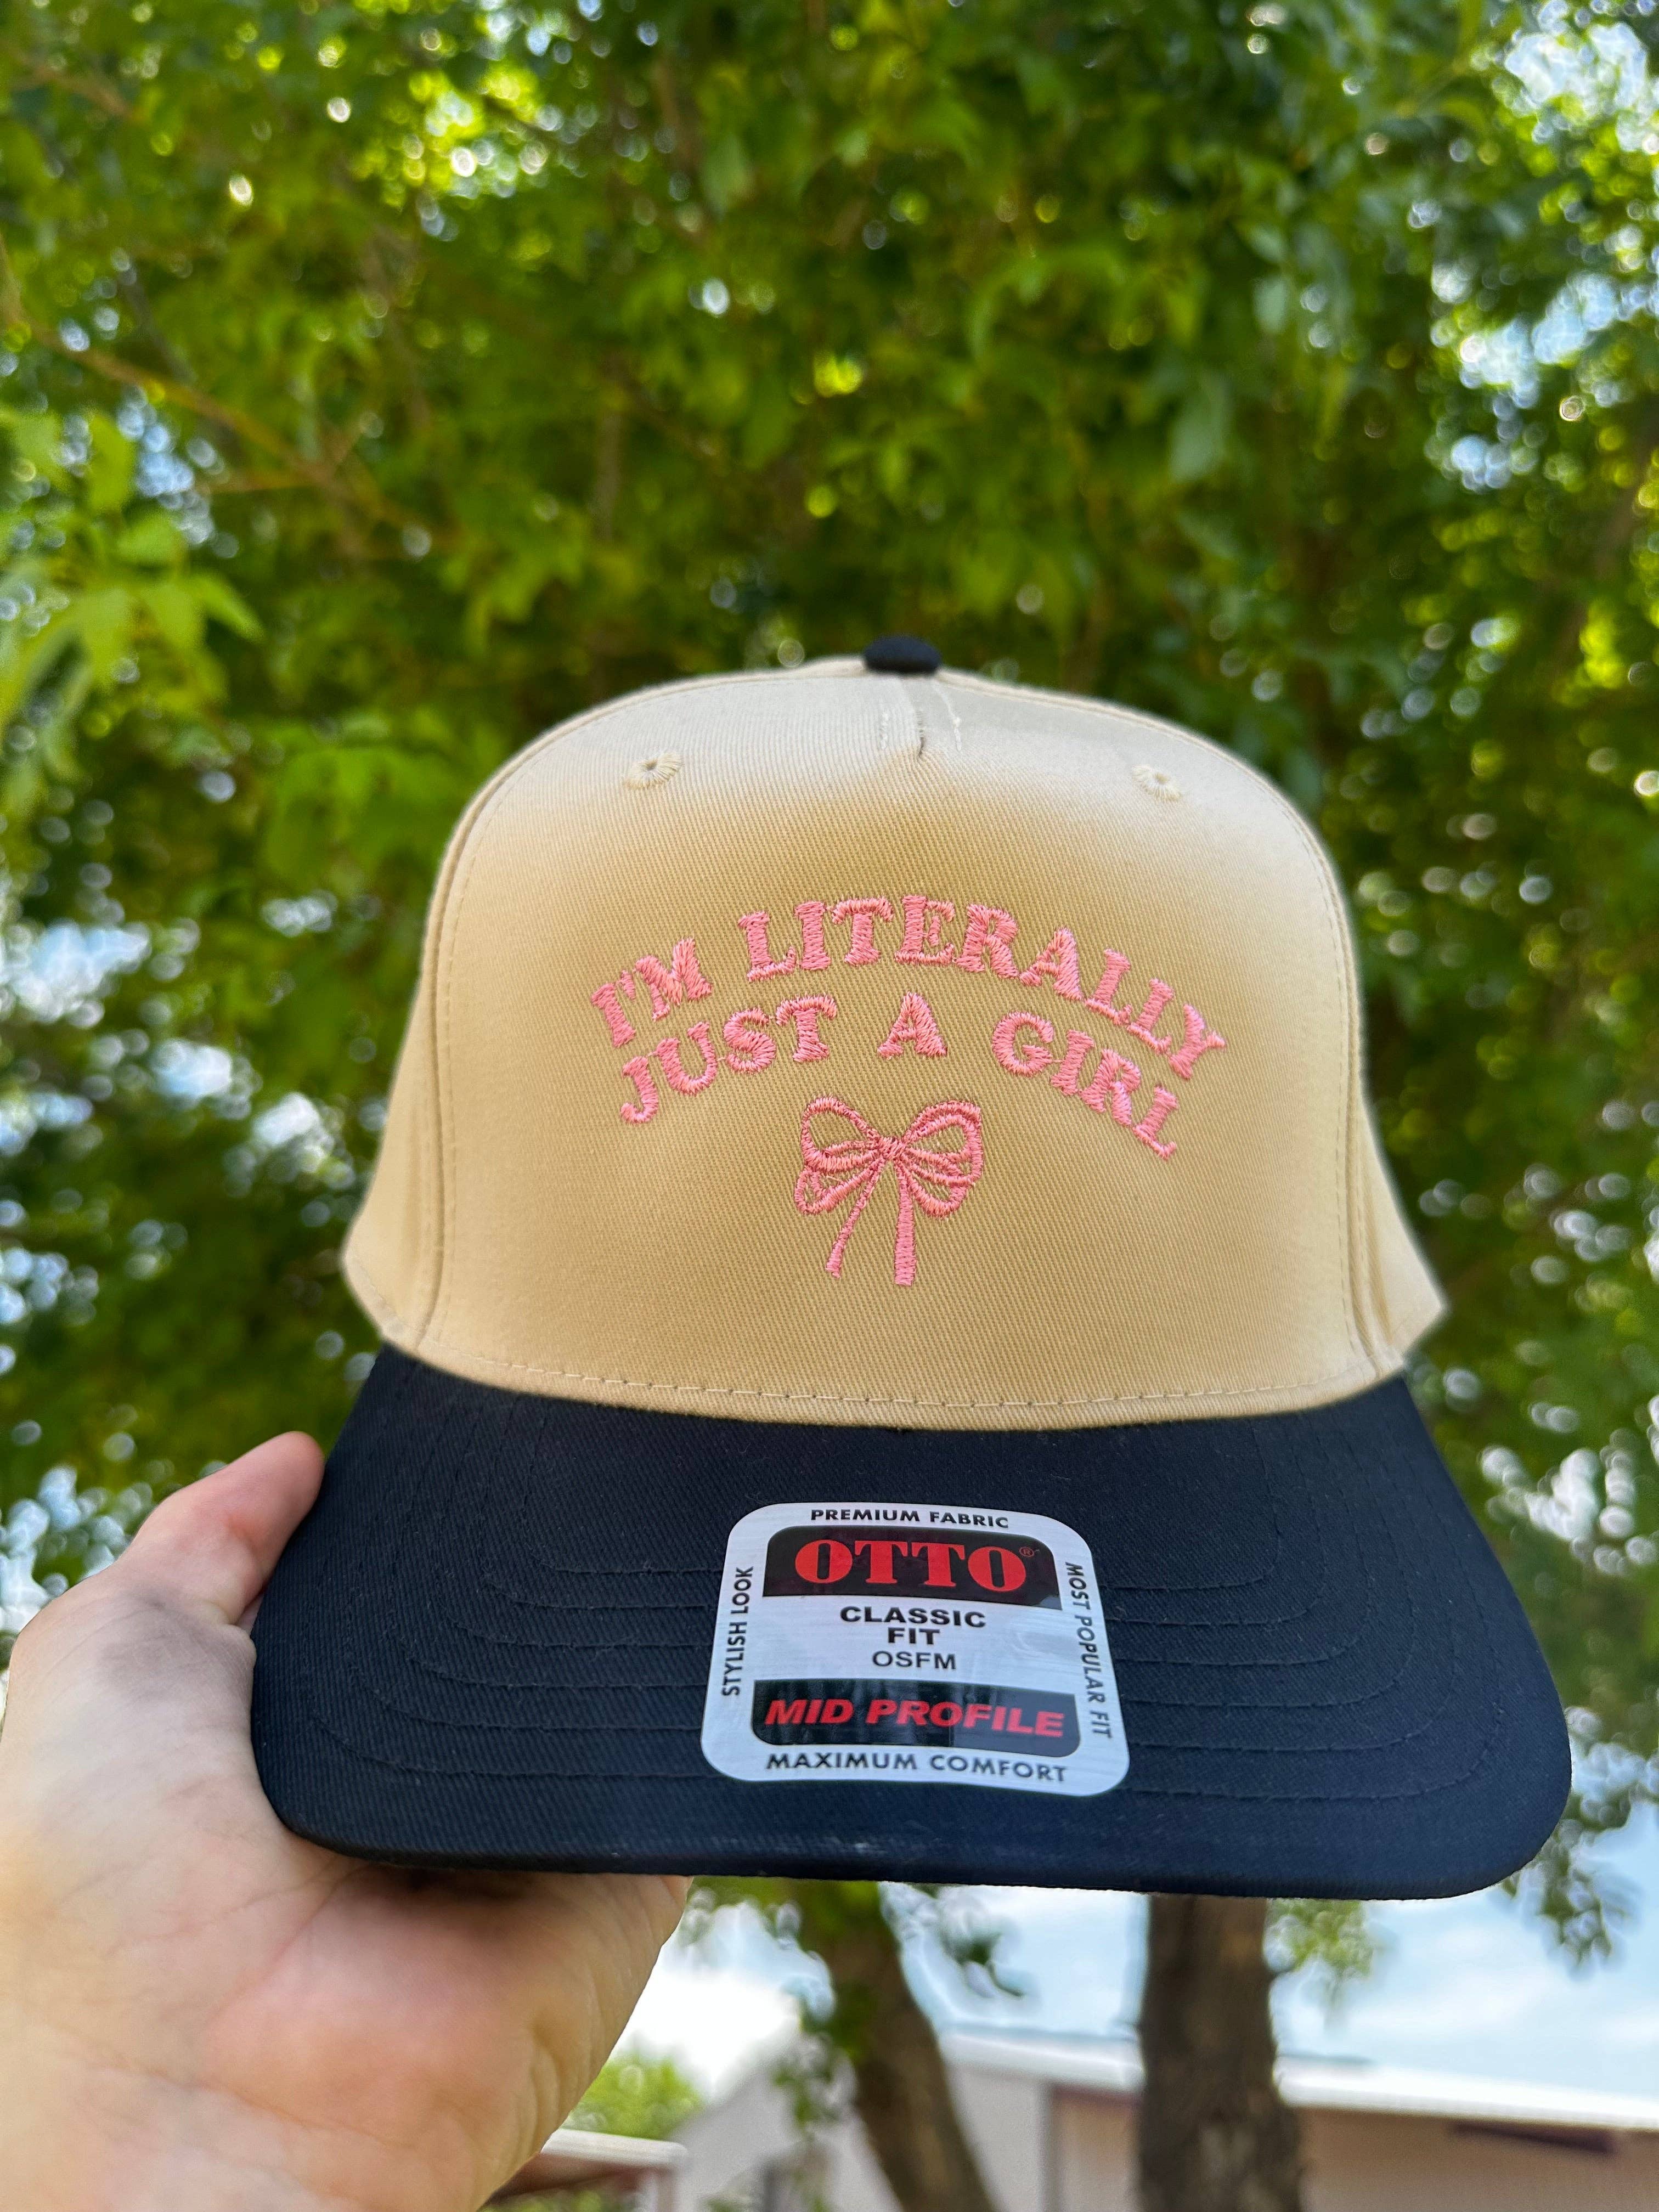 I'M LITERALLY
JUST A GIRL
PREMIUM FABRIC
OTTO®
STYLISH LOOK
MOST POPULAR FIT
CLASSIC
FIT
OSFM
MID PROFILE
MAXIMUM COMFORT